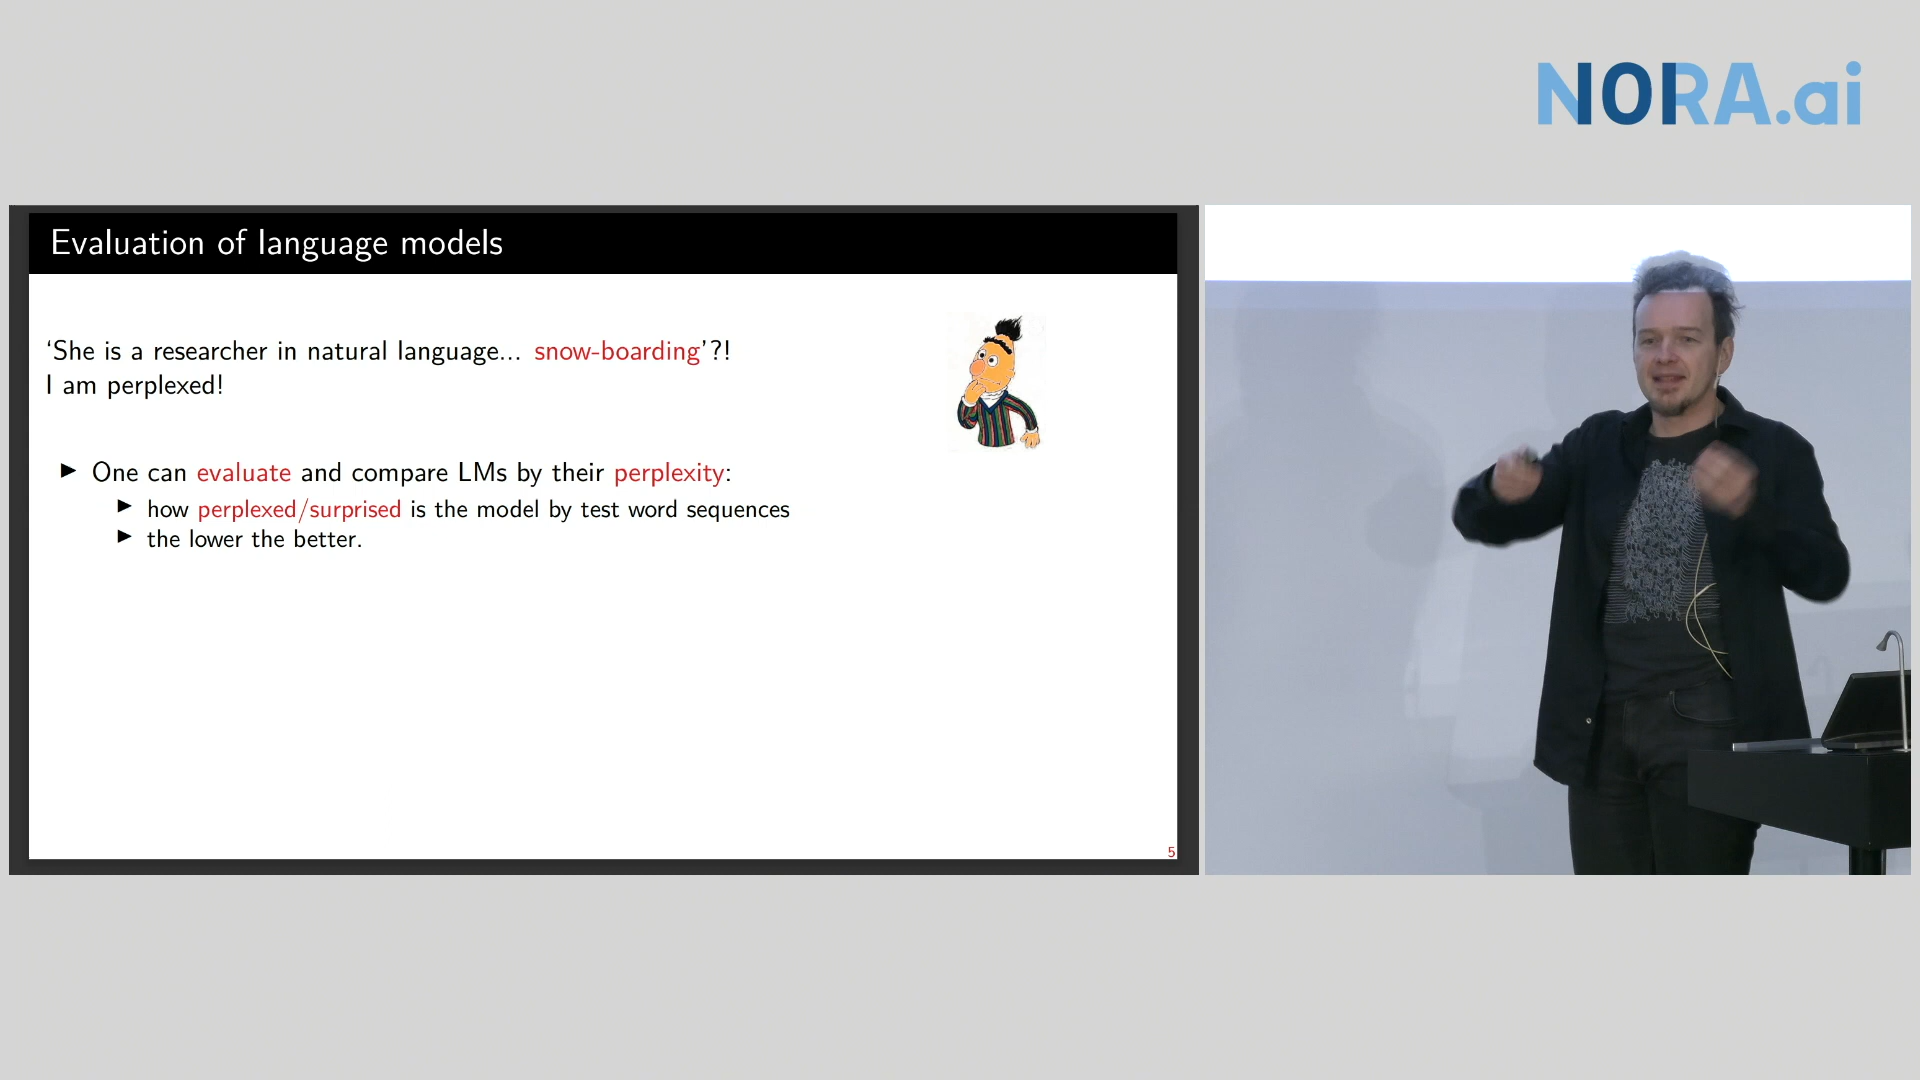 NORA.ai
Evaluation of language models
‘She is a researcher in natural language... snow-boarding’?!
I am perplexed!
▶ One can evaluate and compare LMs by their perplexity:
▶ how perplexed/surprised is the model by test word sequences
▶ the lower the better.
5